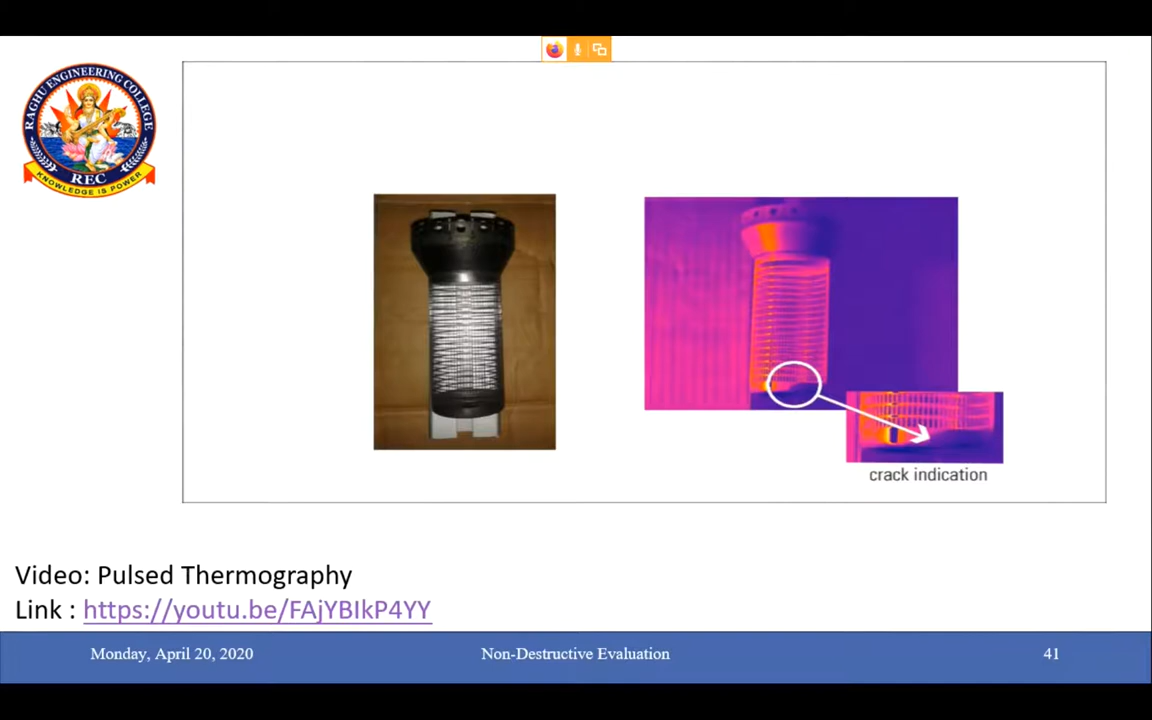 RAGHU ENGINEERING COLLEGE
REC
KNOWLEDGE IS POWER
crack indication
Video: Pulsed Thermography
Link : https://youtu.be/FAjYBIkP4YY
Monday, April 20, 2020
Non-Destructive Evaluation
41